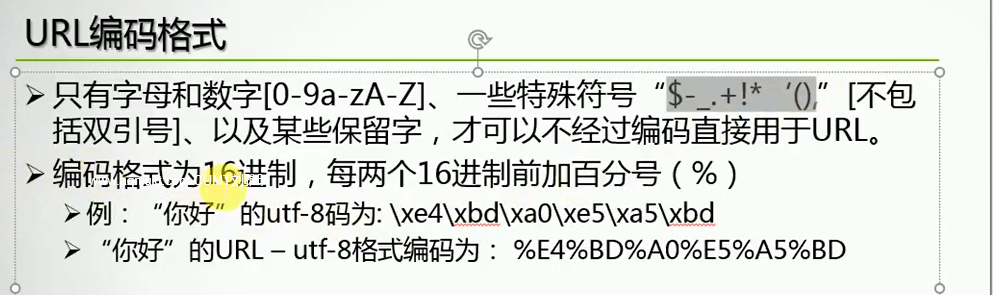 URL编码格式
只有字母和数字[0-9a-zA-Z]、一些特殊符号“$-_.+!*‘(),”[不包
括双引号]、以及某些保留字，才可以不经过编码直接用于URL。
编码格式为16进制，每两个16进制前加百分号（%）
例：“你好”的utf-8码为: \xe4\xbd\xa0\xe5\xa5\xbd
“你好”的URL – utf-8格式编码为： %E4%BD%A0%E5%A5%BD